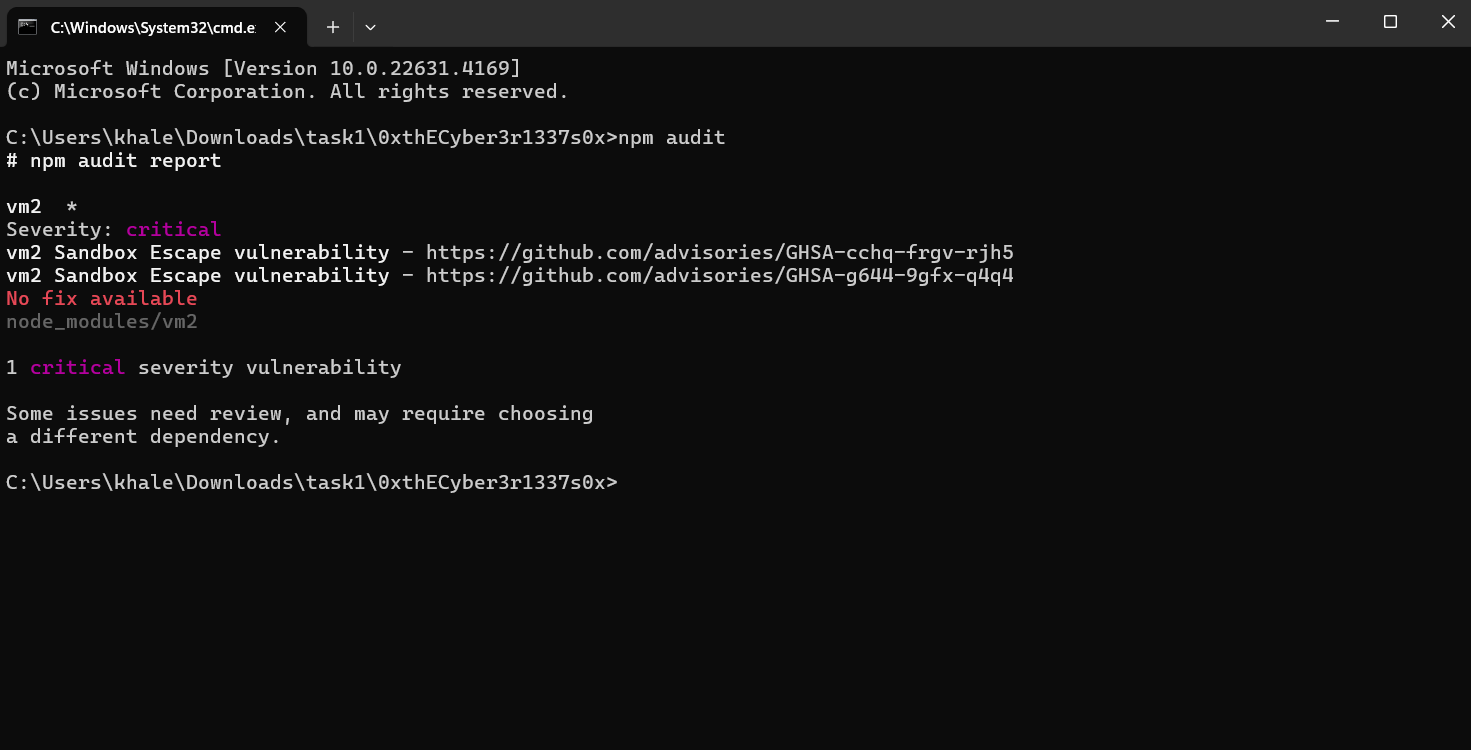 C:\Windows\System32\cmd.e
Microsoft Windows [Version 10.0.22631.4169]
(c) Microsoft Corporation. All rights reserved.
C:\Users\khale\Downloads\task1\0xthECyber3r1337s0x>npm audit
# npm audit report
vm2  *
Severity: critical
vm2 Sandbox Escape vulnerability - https://github.com/advisories/GHSA-cchq-frgv-rjh5
vm2 Sandbox Escape vulnerability - https://github.com/advisories/GHSA-g644-9gfx-q4q4
No fix available
node_modules/vm2
1 critical severity vulnerability
Some issues need review, and may require choosing
a different dependency.
C:\Users\khale\Downloads\task1\0xthECyber3r1337s0x>